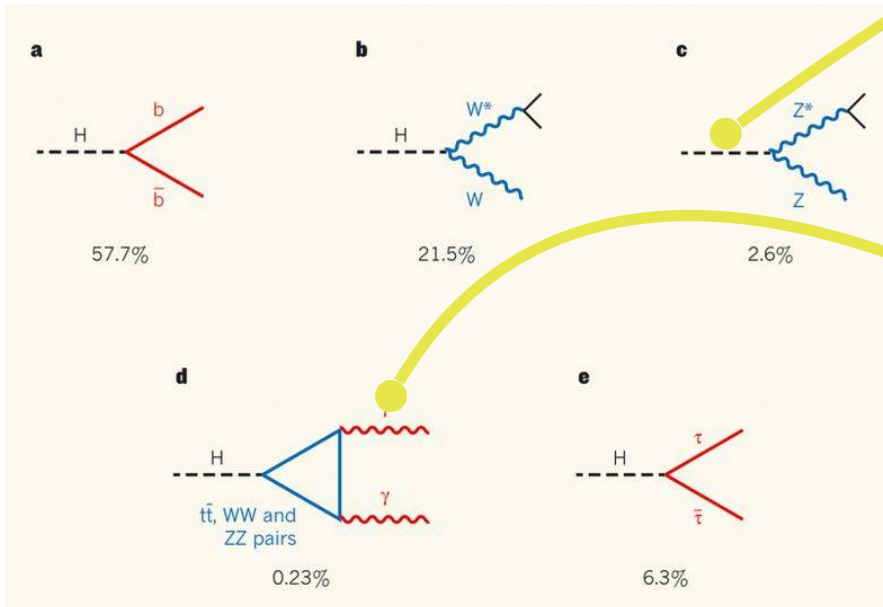 a
b
H
b̄
57.7%
b
W*
H
W
21.5%
c
Z*
Z
2.6%
d
H
γ
tt̄, WW and
ZZ pairs
0.23%
e
τ
H
τ̄
6.3%